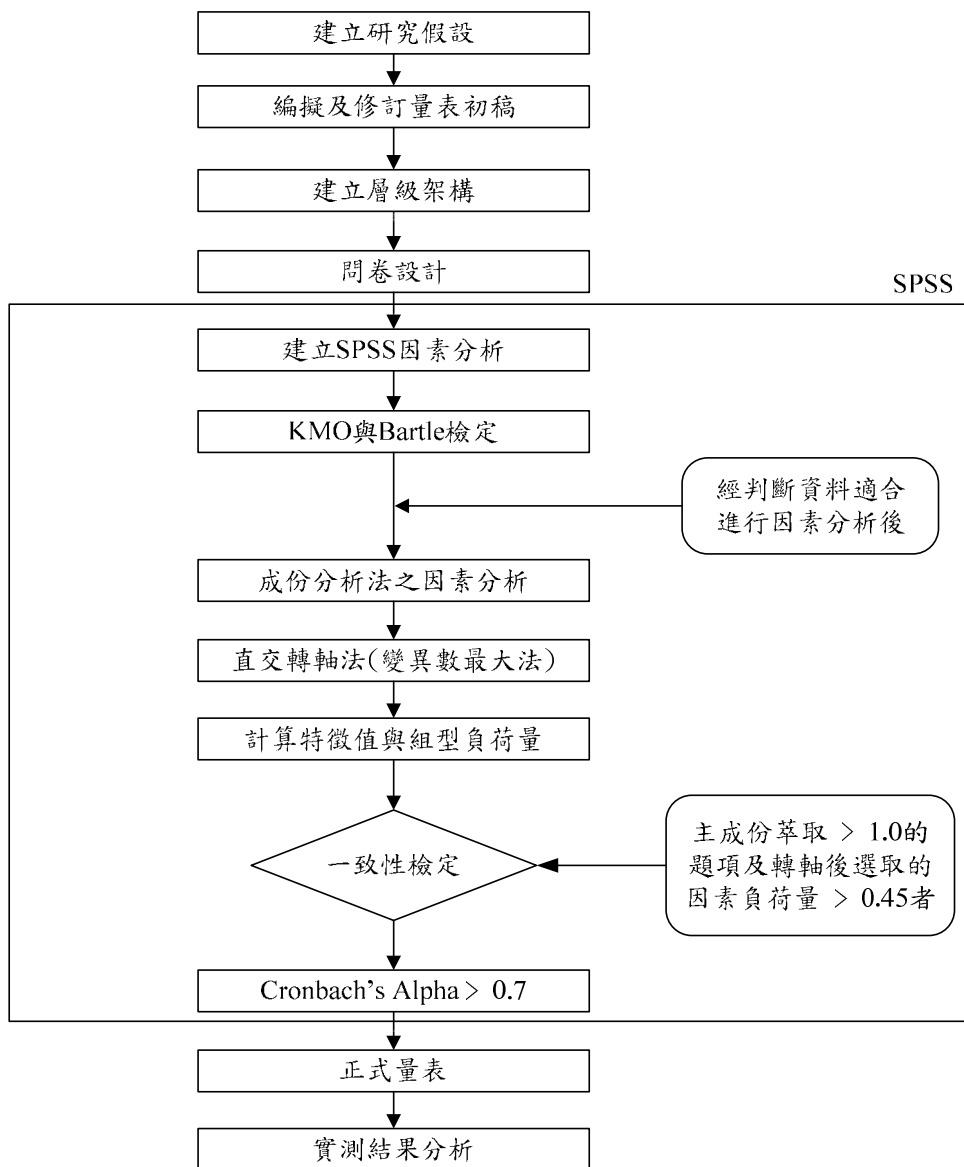 建立研究假設
編擬及修訂量表初稿
建立層級架構
問卷設計
SPSS
建立SPSS因素分析
KMO與Bartle檢定
經判斷資料適合
進行因素分析後
成份分析法之因素分析
直交轉軸法(變異數最大法)
計算特徵值與組型負荷量
一致性檢定
主成份萃取 > 1.0的
題項及轉軸後選取的
因素負荷量 > 0.45者
Cronbach's Alpha > 0.7
正式量表
實測結果分析